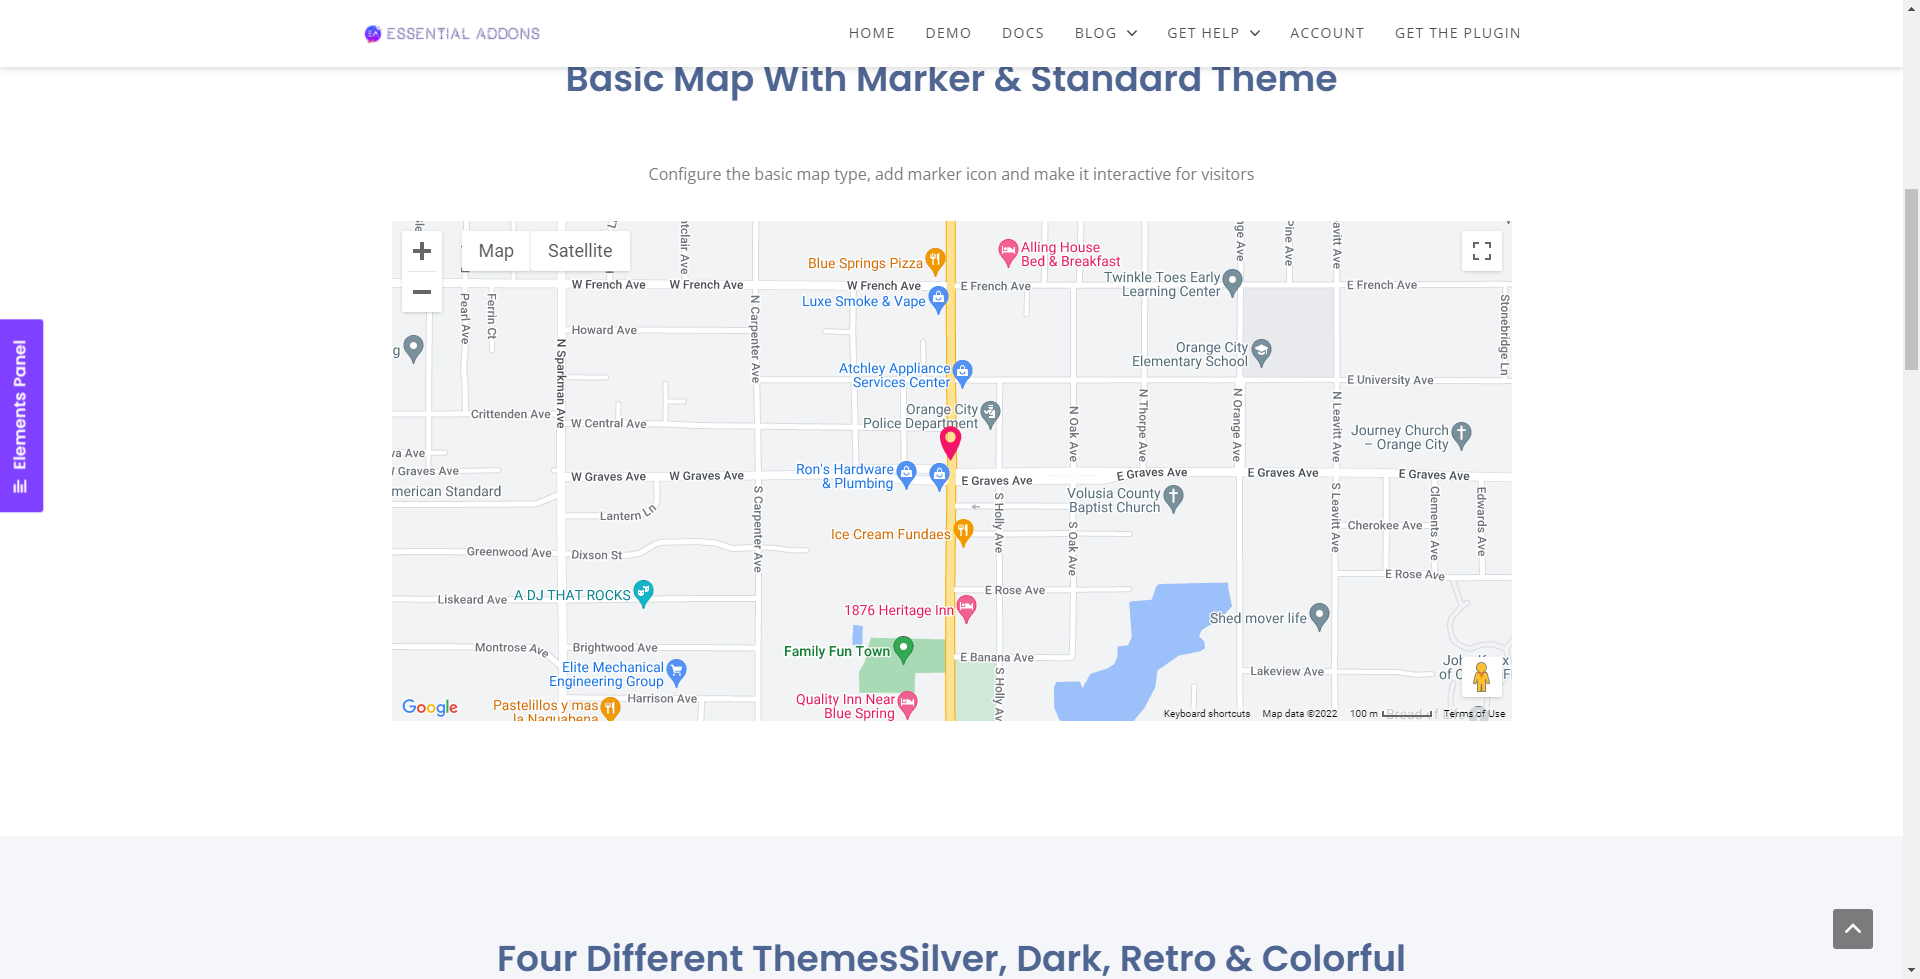 ESSENTIAL ADDONS
HOME DEMO DOCS BLOG GET HELP ACCOUNT GET THE PLUGIN
Basic Map With Marker & Standard Theme
Configure the basic map type, add marker icon and make it interactive for visitors
Map Satellite
Elements Panel
Blue Springs Pizza
Alling House
Bed & Breakfast
Twinkle Toes Early
Learning Center
W French Ave
W French Ave
W French Ave
E French Ave
E French Ave
Luxe Smoke & Vape
Pearl Ave
Ferrin Ct
Howard Ave
N Carpenter Ave
N Sparkman Ave
Stonebridge Ln
Orange City
Elementary School
Atchley Appliance
Services Center
E University Ave
Orange City
Police Department
Crittenden Ave
W Central Ave
N Oak Ave
N Thorpe Ave
N Orange Ave
N Leavitt Ave
Journey Church
– Orange City
Ron's Hardware
& Plumbing
W Graves Ave
W Graves Ave
E Graves Ave
E Graves Ave
E Graves Ave
E Graves Ave
merican Standard
Volusia County
Baptist Church
S Holly Ave
S Oak Ave
S Carpenter Ave
S Leavitt Ave
Clements Ave
Edwards Ave
Lantern Ln
Cherokee Ave
Ice Cream Fundaes
Greenwood Ave
Dixson St
E Rose Ave
E Rose Ave
Liskeard Ave
A DJ THAT ROCKS
1876 Heritage Inn
Shed mover life
Montrose Ave
Brightwood Ave
Family Fun Town
E Banana Ave
Elite Mechanical
Engineering Group
Lakeview Ave
S Holly Av
Harrison Ave
Quality Inn Near
Blue Spring
Pastelillos y mas
la Naguabena
Google
Keyboard shortcuts Map data ©2022 100 m Terms of Use
Four Different ThemesSilver, Dark, Retro & Colorful